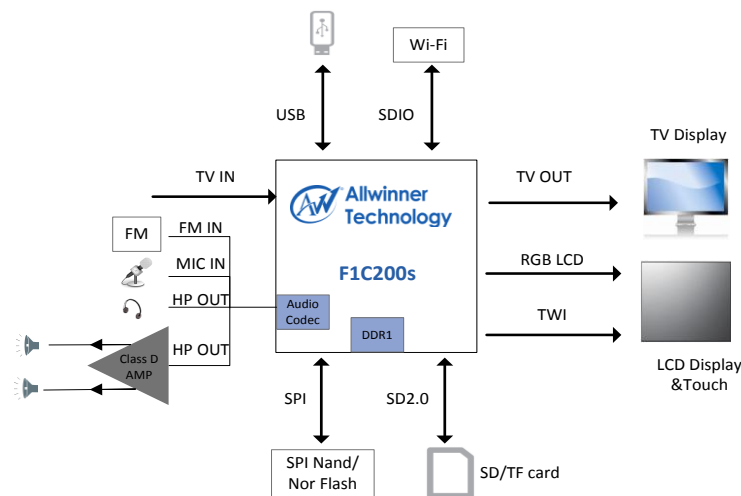 Wi-Fi
USB
SDIO
TV Display
TV IN
Allwinner
Technology
TV OUT
FM
FM IN
MIC IN
HP OUT
F1C200s
RGB LCD
Audio
Codec
DDR1
TWI
Class D
AMP
HP OUT
LCD Display
&Touch
SPI
SD2.0
SPI Nand/
Nor Flash
SD/TF card